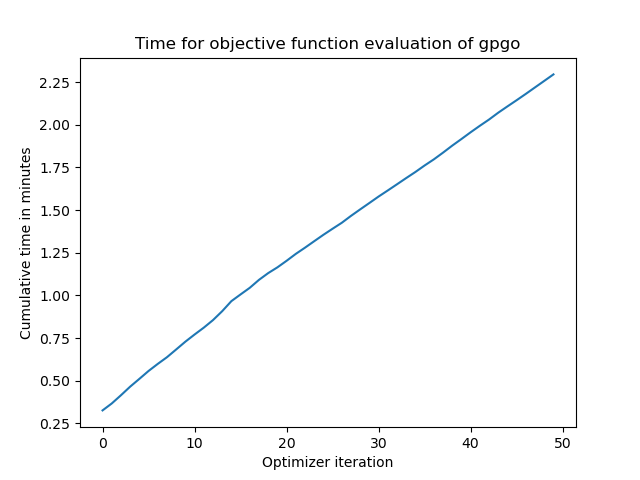 Time for objective function evaluation of gpgo
Cumulative time in minutes
2.25
2.00
1.75
1.50
1.25
1.00
0.75
0.50
0.25
0 10 20 30 40 50
Optimizer iteration